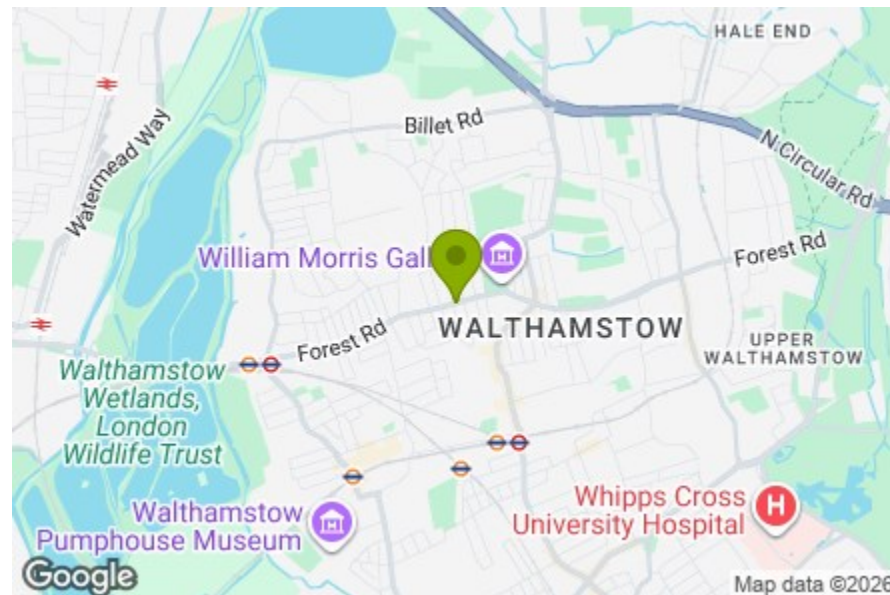 HALE END
Billet Rd
Watermead Way
N Circular Rd
William Morris Gall
Forest Rd
WALTHAMSTOW
Forest Rd
UPPER
WALTHAMSTOW
Walthamstow
Wetlands,
London
Wildlife Trust
Whipps Cross
University Hospital
H
Walthamstow
Pumphouse Museum
Google
Map data ©2026